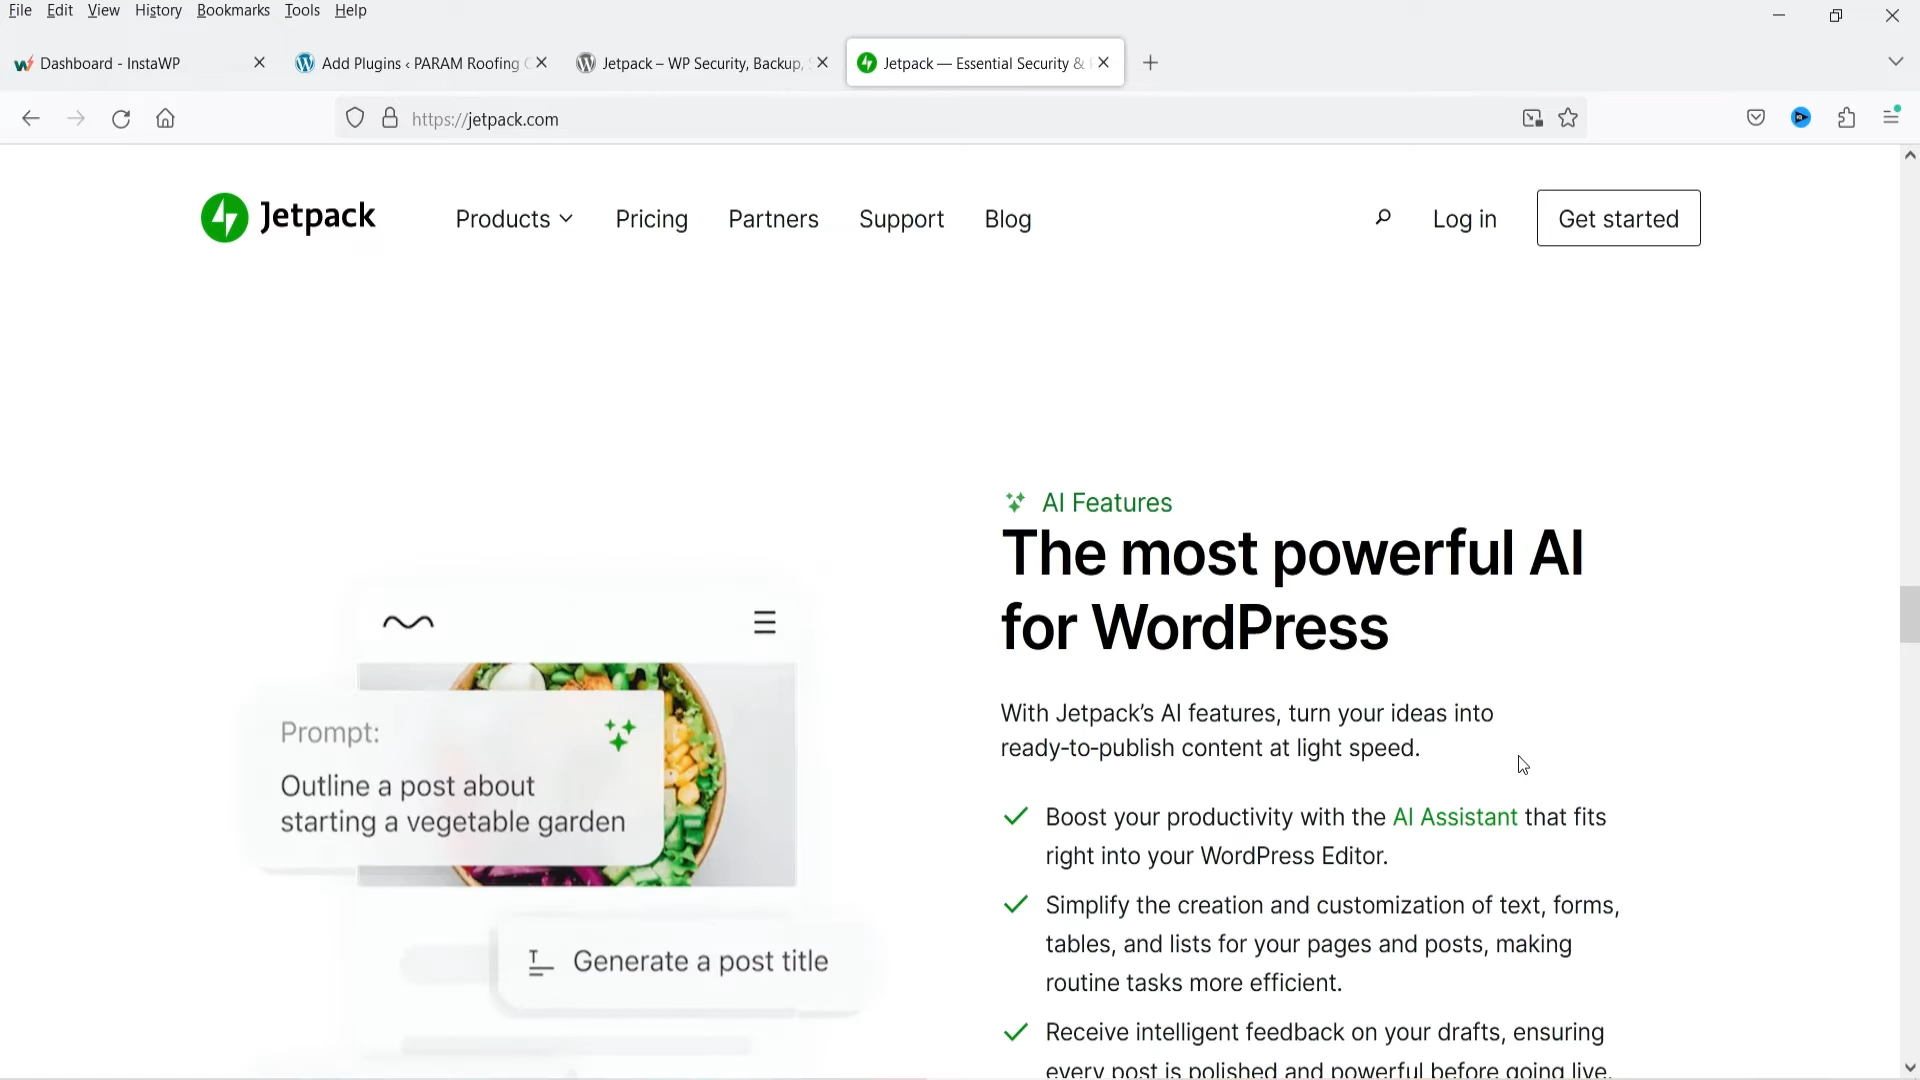 File Edit View History Bookmarks Tools Help
Dashboard - InstaWP
Add Plugins ‹ PARAM Roofing
Jetpack – WP Security, Backup,
Jetpack — Essential Security &
https://jetpack.com
Jetpack
Products
Pricing
Partners
Support
Blog
Log in
Get started
AI Features
The most powerful AI
for WordPress
With Jetpack's AI features, turn your ideas into
ready-to-publish content at light speed.
Boost your productivity with the AI Assistant that fits
right into your WordPress Editor.
Simplify the creation and customization of text, forms,
tables, and lists for your pages and posts, making
routine tasks more efficient.
Receive intelligent feedback on your drafts, ensuring
every post is polished and powerful before going live.
Prompt:
Outline a post about
starting a vegetable garden
Generate a post title